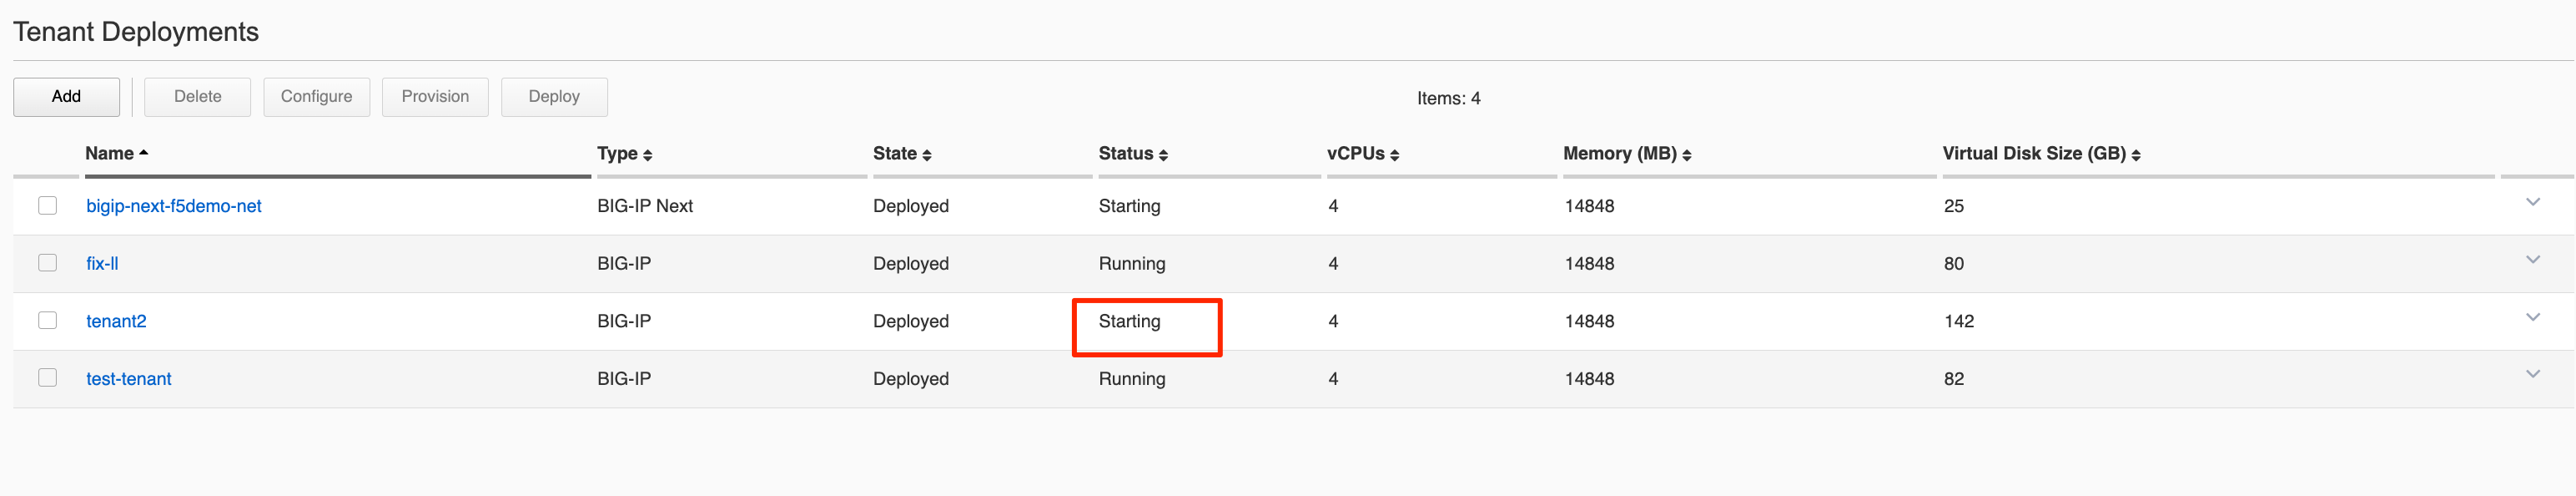 Tenant Deployments
Add Delete Configure Provision Deploy Items: 4
Name Type State Status vCPUs Memory (MB) Virtual Disk Size (GB)
bigip-next-f5demo-net BIG-IP Next Deployed Starting 4 14848 25
fix-ll BIG-IP Deployed Running 4 14848 80
tenant2 BIG-IP Deployed Starting 4 14848 142
test-tenant BIG-IP Deployed Running 4 14848 82